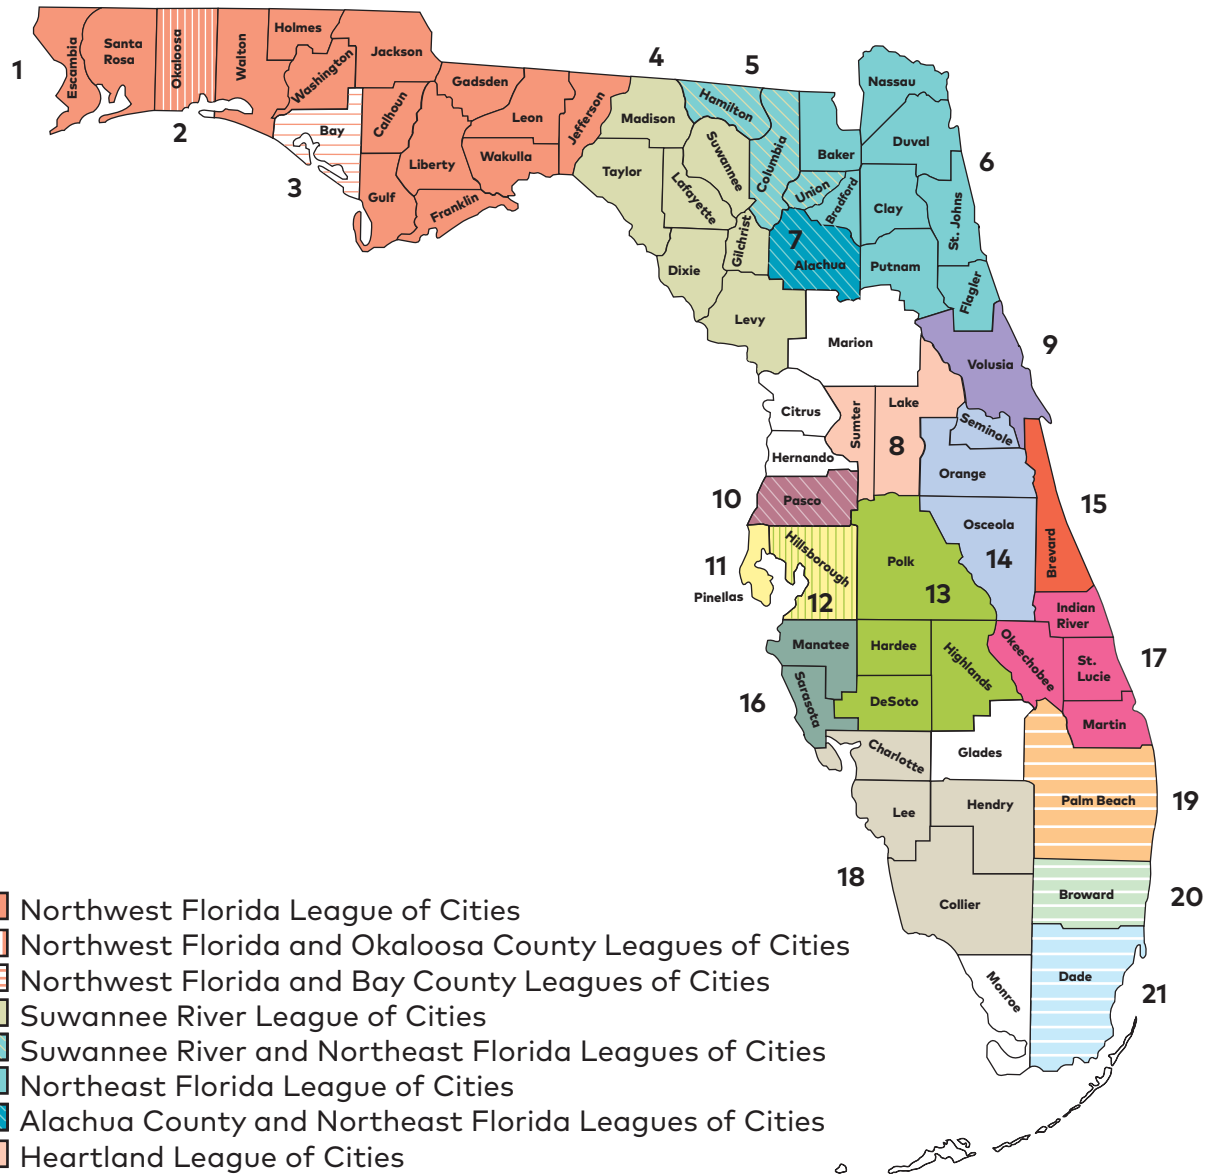 1
Escambia
Santa
Rosa
Okaloosa
Walton
Holmes
Washington
Jackson
2
Bay
3
Calhoun
Gulf
Liberty
Gadsden
Franklin
Leon
Wakulla
Jefferson
4
5
Madison
Taylor
Hamilton
Suwannee
Lafayette
Columbia
Gilchrist
Dixie
Levy
Baker
Union
Bradford
Nassau
Duval
6
Clay
St. Johns
Putnam
Flagler
7
Alachua
Marion
Volusia
9
Citrus
Sumter
Lake
8
Hernando
Seminole
Orange
10
Pasco
Osceola
14
Brevard
15
11
Pinellas
Hillsborough
12
Polk
13
Indian
River
Manatee
Hardee
Highlands
Okeechobee
St.
Lucie
17
16
Sarasota
DeSoto
Martin
Charlotte
Glades
Lee
Hendry
Palm Beach
19
18
Collier
Broward
20
Monroe
Dade
21
Northwest Florida League of Cities
Northwest Florida and Okaloosa County Leagues of Cities
Northwest Florida and Bay County Leagues of Cities
Suwannee River League of Cities
Suwannee River and Northeast Florida Leagues of Cities
Northeast Florida League of Cities
Alachua County and Northeast Florida Leagues of Cities
Heartland League of Cities